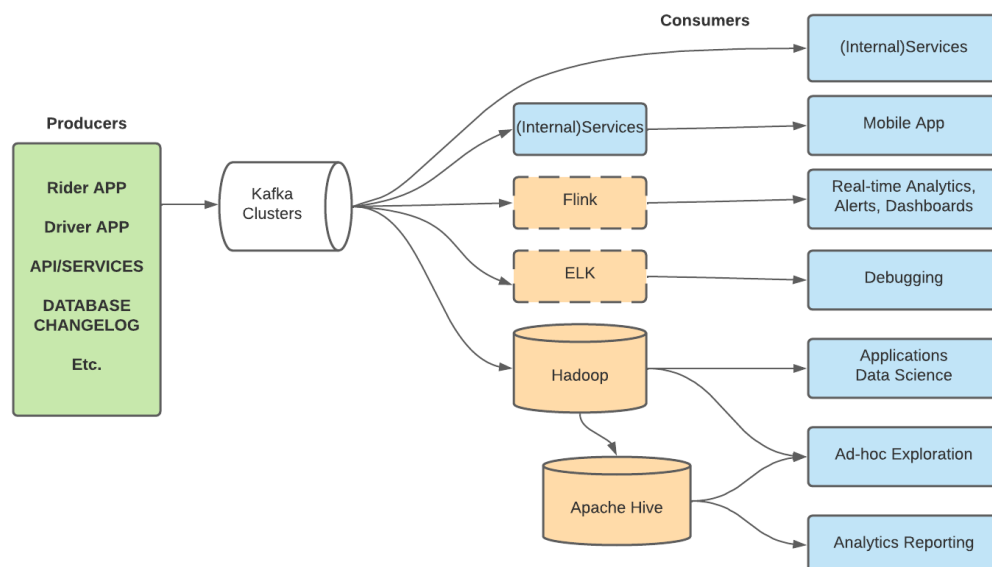 Consumers
(Internal)Services
Producers
(Internal)Services
Mobile App
Rider APP
Driver APP
API/SERVICES
DATABASE
CHANGELOG
Etc.
Kafka
Clusters
Flink
Real-time Analytics,
Alerts, Dashboards
ELK
Debugging
Hadoop
Applications
Data Science
Ad-hoc Exploration
Apache Hive
Analytics Reporting